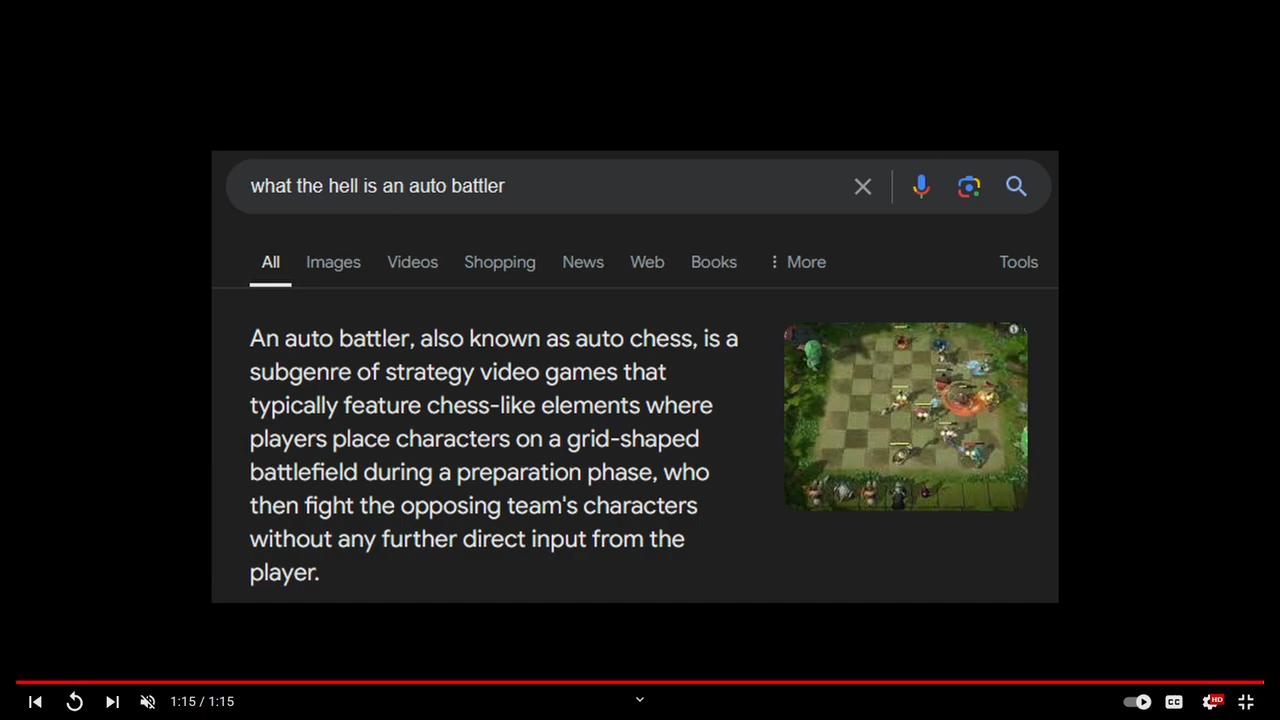 what the hell is an auto battler
All Images Videos Shopping News Web Books More Tools
An auto battler, also known as auto chess, is a
subgenre of strategy video games that
typically feature chess-like elements where
players place characters on a grid-shaped
battlefield during a preparation phase, who
then fight the opposing team's characters
without any further direct input from the
player.
1:15 / 1:15 CC HD